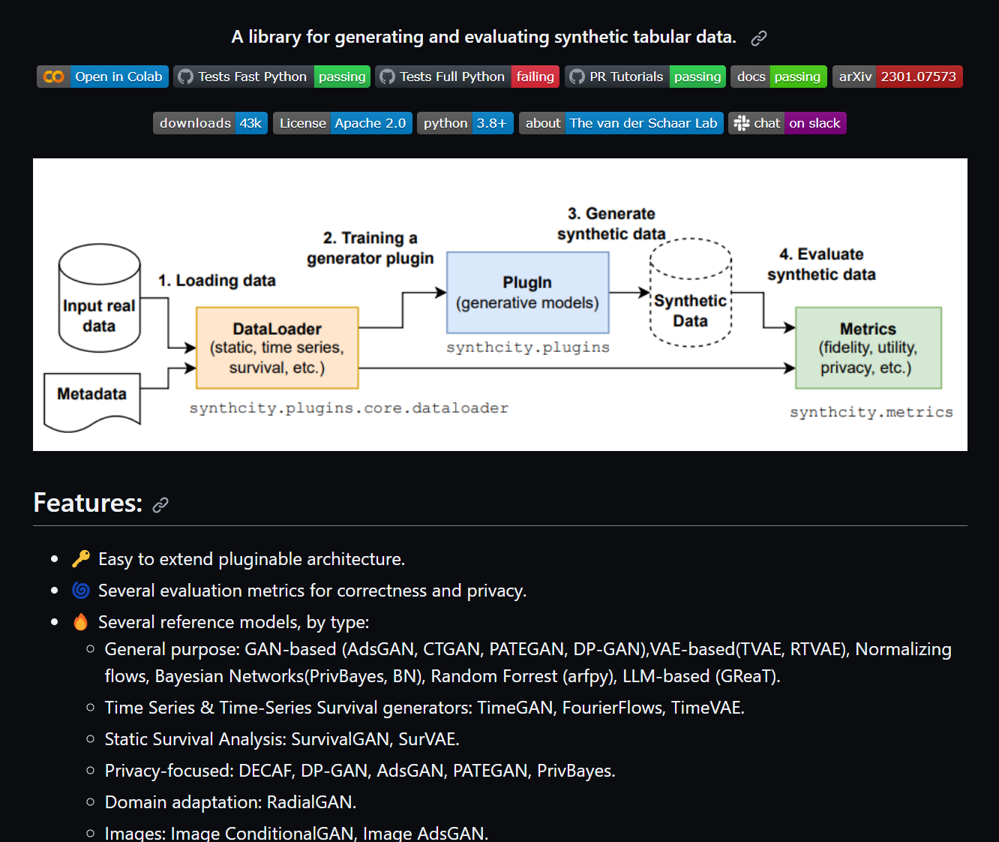 A library for generating and evaluating synthetic tabular data.
Open in Colab Tests Fast Python passing Tests Full Python failing PR Tutorials passing docs passing arXiv 2301.07573
downloads 43k License Apache 2.0 python 3.8+ about The van der Schaar Lab chat on slack
Input real
data
Metadata
1. Loading data
DataLoader
(static, time series,
survival, etc.)
synthcity.plugins.core.dataloader
2. Training a
generator plugin
PlugIn
(generative models)
synthcity.plugins
3. Generate
synthetic data
Synthetic
Data
4. Evaluate
synthetic data
Metrics
(fidelity, utility,
privacy, etc.)
synthcity.metrics
Features:
🔑 Easy to extend pluginable architecture.
🌀 Several evaluation metrics for correctness and privacy.
🔥 Several reference models, by type:
General purpose: GAN-based (AdsGAN, CTGAN, PATEGAN, DP-GAN),VAE-based(TVAE, RTVAE), Normalizing
flows, Bayesian Networks(PrivBayes, BN), Random Forrest (arfpy), LLM-based (GReaT).
Time Series & Time-Series Survival generators: TimeGAN, FourierFlows, TimeVAE.
Static Survival Analysis: SurvivalGAN, SurVAE.
Privacy-focused: DECAF, DP-GAN, AdsGAN, PATEGAN, PrivBayes.
Domain adaptation: RadialGAN.
Images: Image ConditionalGAN, Image AdsGAN.